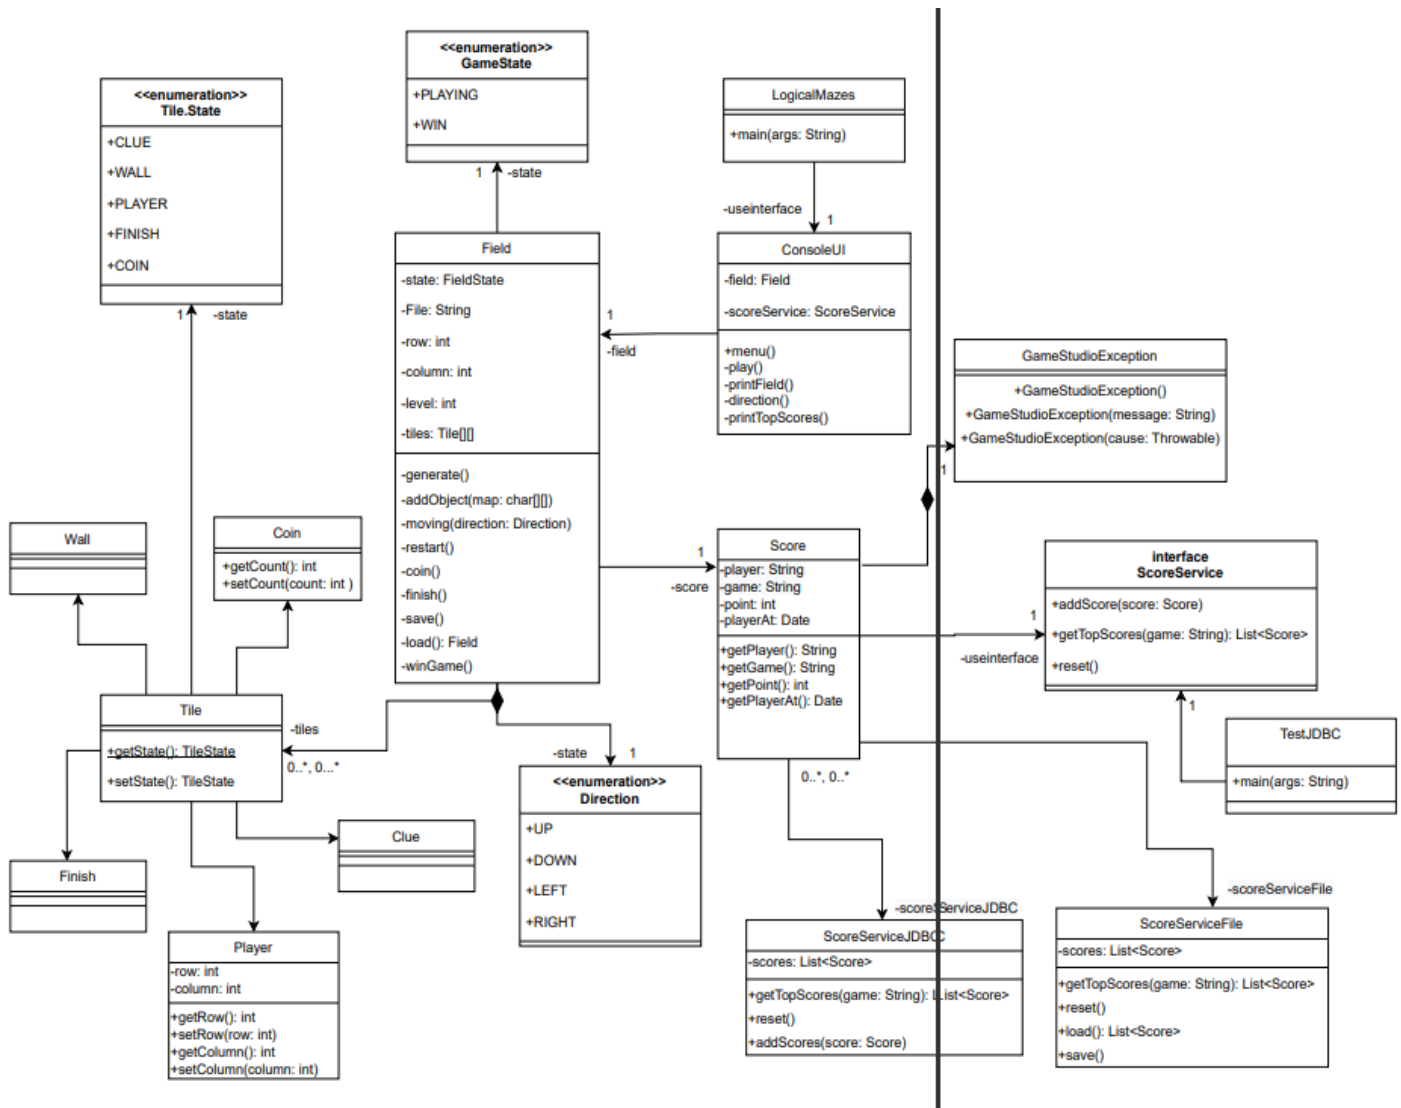 <<enumeration>>
GameState
+PLAYING
+WIN
1
-state
<<enumeration>>
Tile.State
+CLUE
+WALL
+PLAYER
+FINISH
+COIN
1
-state
LogicalMazes
+main(args: String)
-useinterface
1
ConsoleUI
-field: Field
-scoreService: ScoreService
+menu()
-play()
-printField()
-direction()
-printTopScores()
1
-field
Field
-state: FieldState
-File: String
-row: int
-column: int
-level: int
-tiles: Tile[][]
-generate()
-addObject(map: char[][])
-moving(direction: Direction)
-restart()
-coin()
-finish()
-save()
-load(): Field
-winGame()
GameStudioException
+GameStudioException()
+GameStudioException(message: String)
+GameStudioException(cause: Throwable)
1
Wall
Coin
+getCount(): int
+setCount(count: int )
1
-score
Score
-player: String
-game: String
-point: int
-playerAt: Date
+getPlayer(): String
+getGame(): String
+getPoint(): int
+getPlayerAt(): Date
interface
ScoreService
+addScore(score: Score)
+getTopScores(game: String): List<Score>
+reset()
1
-useinterface
1
TestJDBC
+main(args: String)
Tile
+getState(): TileState
+setState(): TileState
-tiles
0..*, 0...*
-state
1
<<enumeration>>
Direction
+UP
+DOWN
+LEFT
+RIGHT
0..*, 0..*
Clue
Finish
Player
-row: int
-column: int
+getRow(): int
+setRow(row: int)
+getColumn(): int
+setColumn(column: int)
-scoreServiceJDBC
ScoreServiceJDBC
-scores: List<Score>
+getTopScores(game: String): List<Score>
+reset()
+addScores(score: Score)
-scoreServiceFile
ScoreServiceFile
-scores: List<Score>
+getTopScores(game: String): List<Score>
+reset()
+load(): List<Score>
+save()